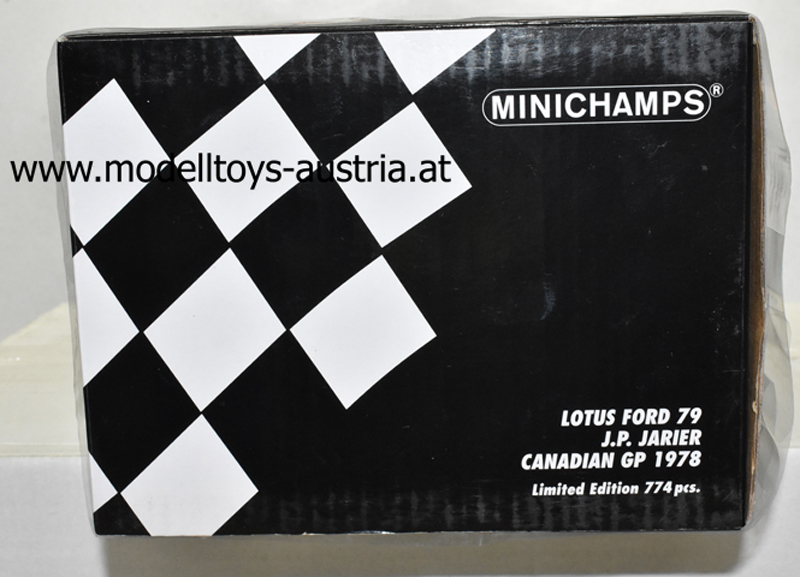 MINICHAMPS®
www.modelltoys-austria.at
LOTUS FORD 79
J.P. JARIER
CANADIAN GP 1978
Limited Edition 774 pcs.